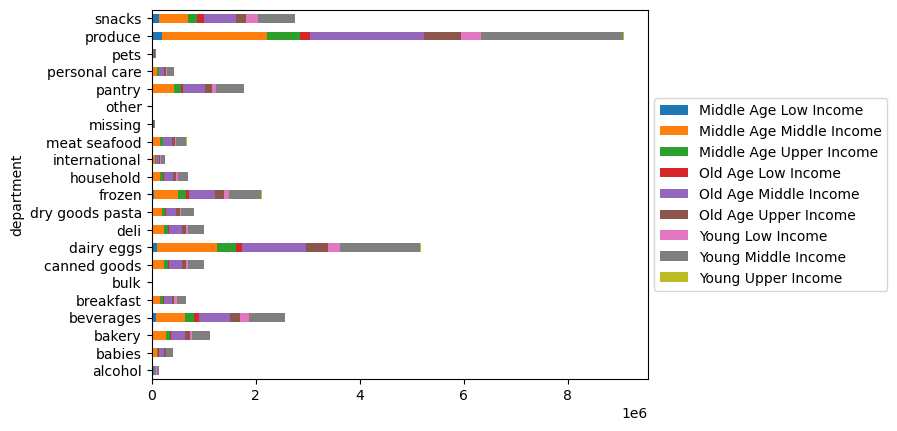 snacks
produce
pets
personal care
pantry
other
missing
meat seafood
international
household
frozen
dry goods pasta
deli
dairy eggs
canned goods
bulk
breakfast
beverages
bakery
babies
alcohol
department
0 2 4 6 8
1e6
Middle Age Low Income
Middle Age Middle Income
Middle Age Upper Income
Old Age Low Income
Old Age Middle Income
Old Age Upper Income
Young Low Income
Young Middle Income
Young Upper Income